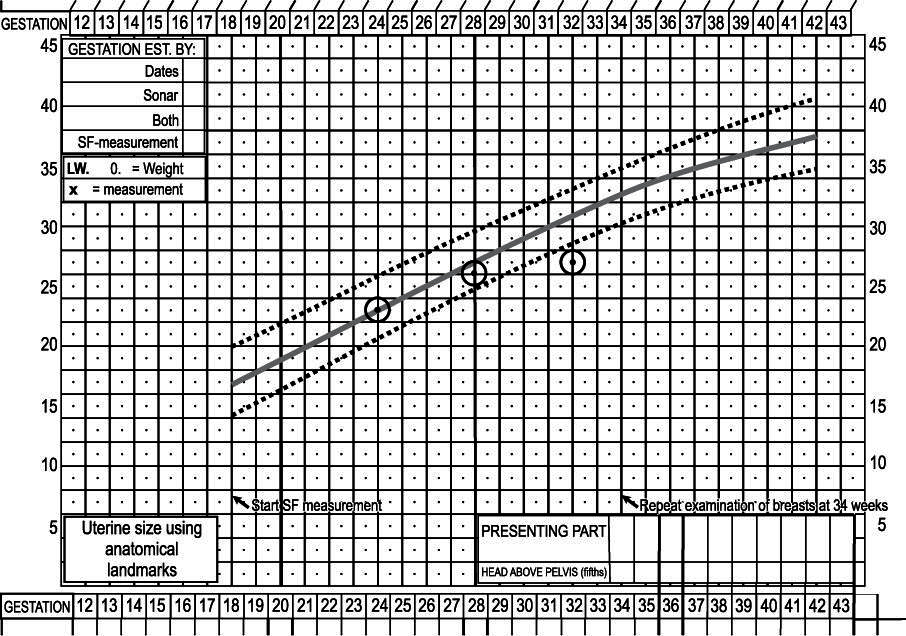 GESTATION 12 13 14 15 16 17 18 19 20 21 22 23 24 25 26 27 28 29 30 31 32 33 34 35 36 37 38 39 40 41 42 43
45 GESTATION EST. BY: 45
Dates
Sonar
40 Both 40
SF-measurement
35 LW. 0. = Weight 35
x = measurement
30 30
25 25
20 20
15 15
10 10
Start SF measurement Repeat examination of breasts at 34 weeks
5 5
Uterine size using
anatomical
landmarks
PRESENTING PART
HEAD ABOVE PELVIS (fifths)
GESTATION 12 13 14 15 16 17 18 19 20 21 22 23 24 25 26 27 28 29 30 31 32 33 34 35 36 37 38 39 40 41 42 43